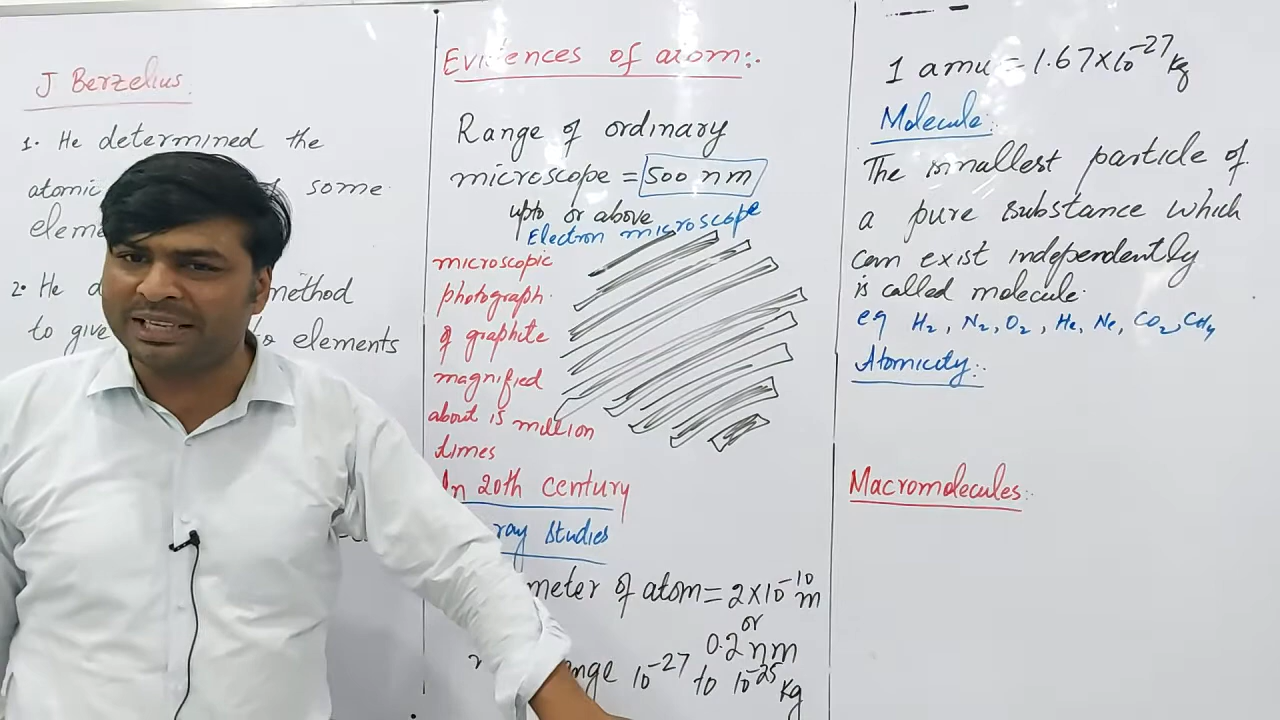 J Berzelius.
1. He determined the
atomic some
2. He method
to give elements
Evidences of atom:.
Range of ordinary
microscope = 500 nm
upto or above
Electron microscope
microscopic
photograph
of graphite
magnified
about 15 million
times
In 20th century
ray studies
meter of atom = 2×10⁻¹⁰ m
or
0.2 nm
10⁻²⁷ to 10⁻²⁵ kg
1 amu = 1.67×10⁻²⁷ kg
Molecule:
The smallest particle of
a pure substance which
can exist independently
is called molecule.
eg H₂, N₂, O₂, He, Ne, CO₂, CH₄
Atomicity:.
Macromolecules:.